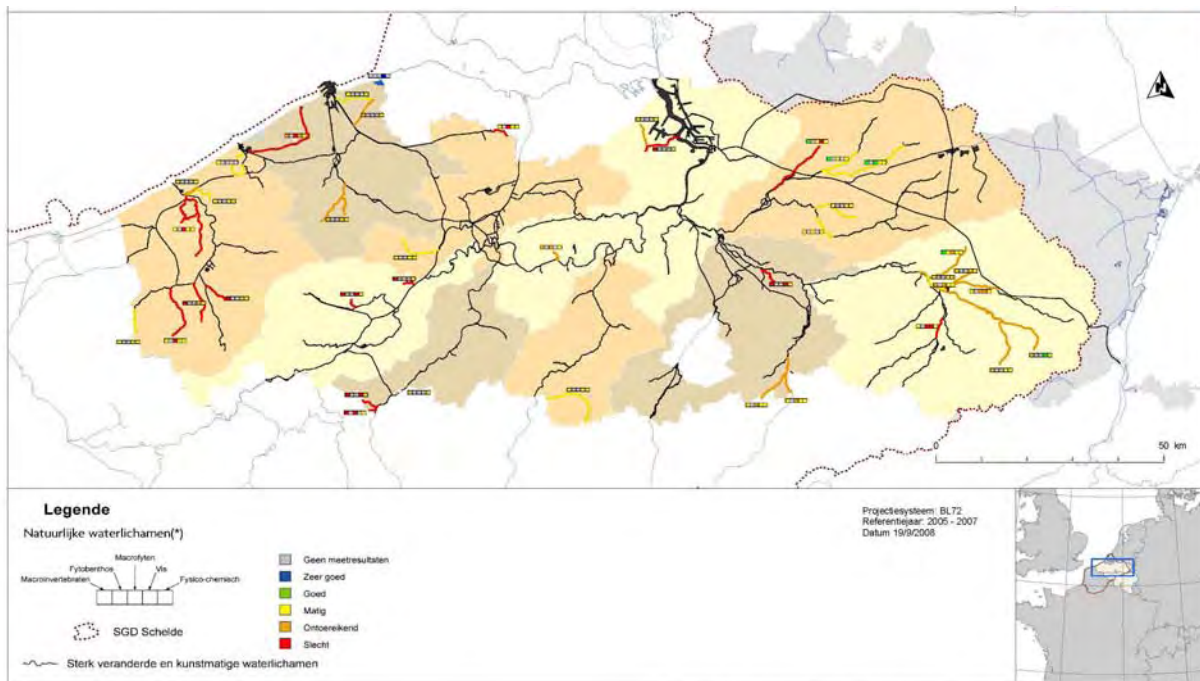 0
50 km
Legende
Natuurlijke waterlichamen(*)
Macrofyten
Fytobenthos
Vis
Macroinvertebraten
Fysico-chemisch
SGD Schelde
Sterk veranderde en kunstmatige waterlichamen
Geen meetresultaten
Zeer goed
Goed
Matig
Ontoereikend
Slecht
Projectiesysteem: BL72
Referentiejaar: 2005 - 2007
Datum 19/9/2008